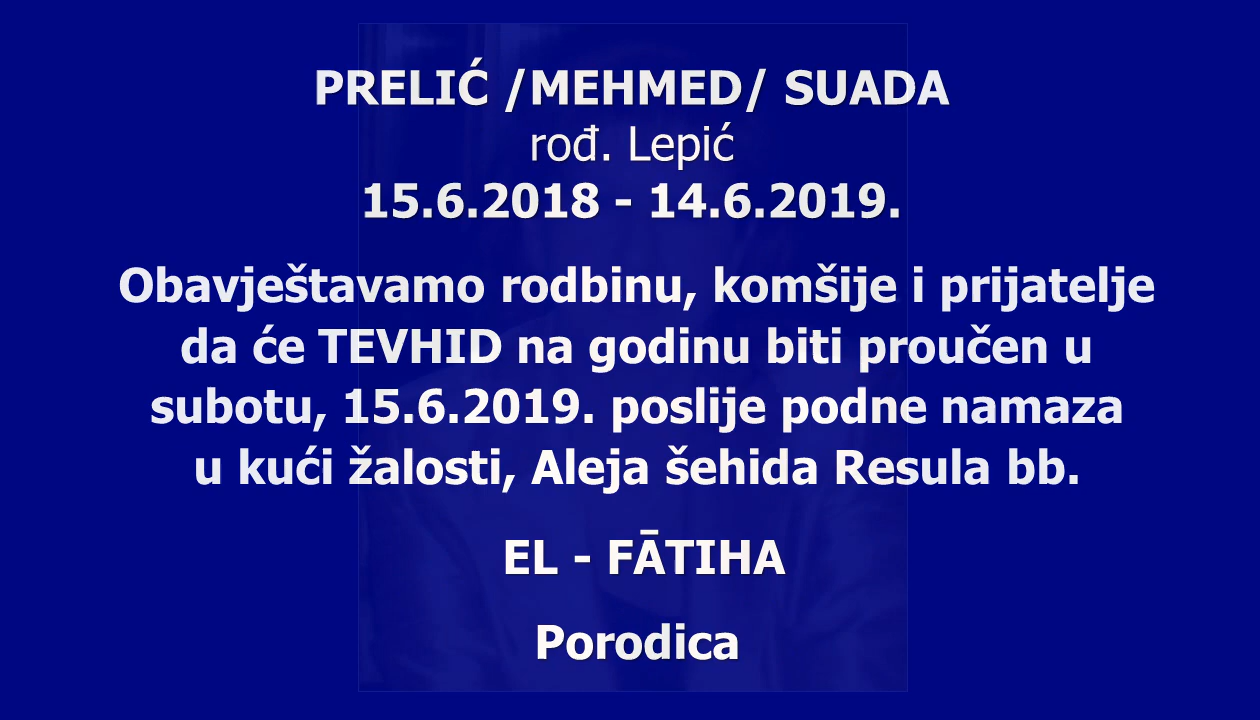 PRELIĆ /MEHMED/ SUADA
rođ. Lepić
15.6.2018 - 14.6.2019.
Obavještavamo rodbinu, komšije i prijatelje
da će TEVHID na godinu biti proučen u
subotu, 15.6.2019. poslije podne namaza
u kući žalosti, Aleja šehida Resula bb.
EL - FĀTIHA
Porodica